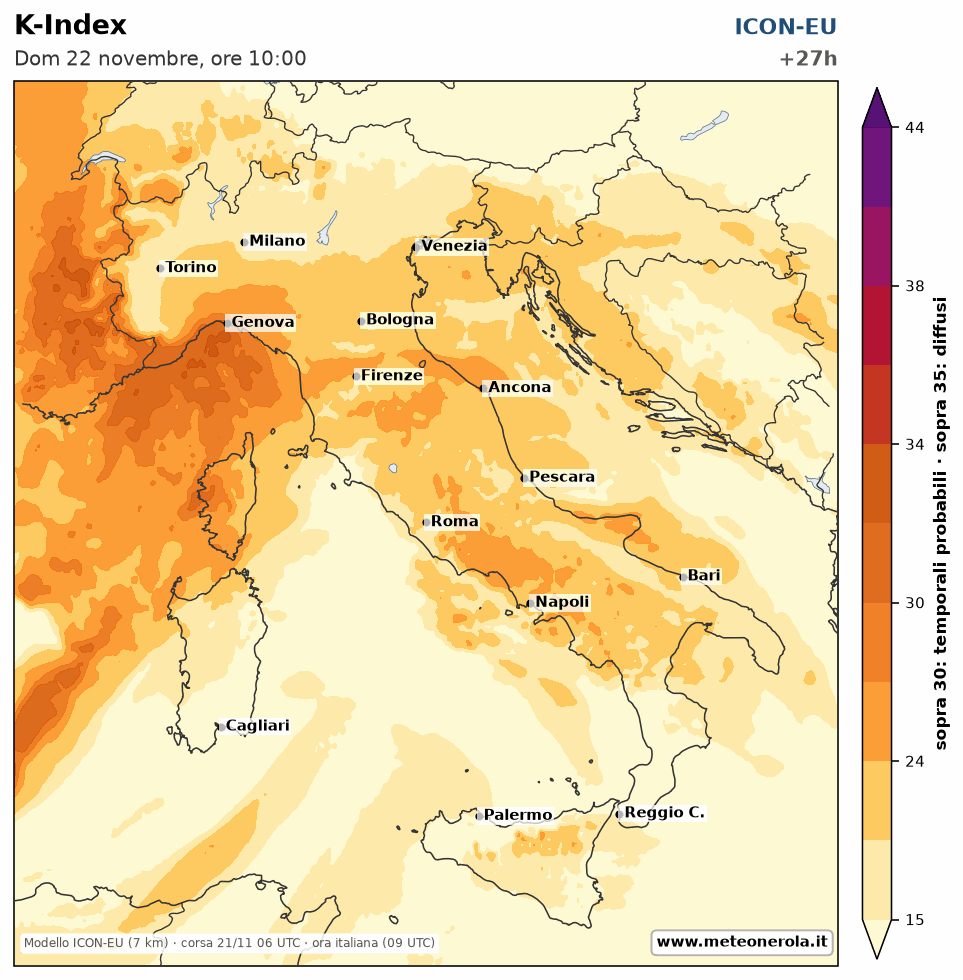 K-Index
ICON-EU
Dom 22 novembre, ore 10:00
+27h
44
38
34
30
24
15
sopra 30: temporali probabili · sopra 35: diffusi
Milano
Venezia
Torino
Genova
Bologna
Firenze
Ancona
Pescara
Roma
Bari
Napoli
Cagliari
Palermo
Reggio C.
Modello ICON-EU (7 km) · corsa 21/11 06 UTC · ora italiana (09 UTC)
www.meteonerola.it